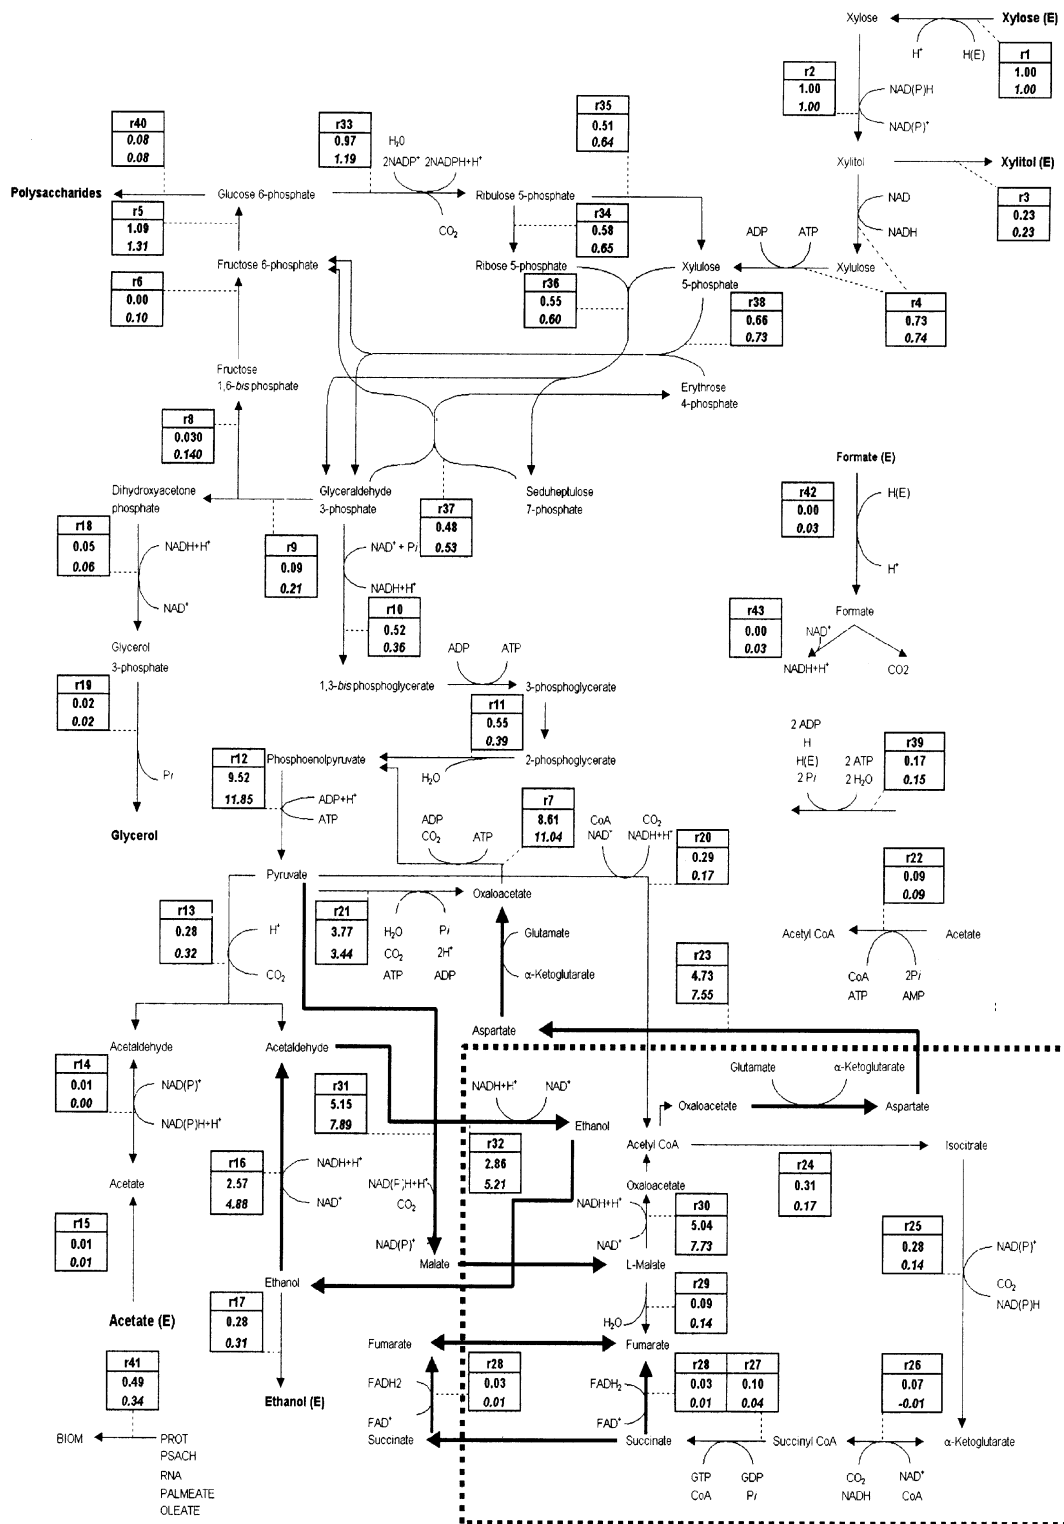 Xylose
Xylose (E)
H⁺
H(E)
r1
1.00
1.00
r2
1.00
1.00
NAD(P)H
NAD(P)⁺
r40
0.08
0.08
r33
0.97
1.19
H₂O
2NADP⁺ 2NADPH+H⁺
CO₂
r35
0.51
0.64
Xylitol
Xylitol (E)
r3
0.23
0.23
Polysaccharides
Glucose 6-phosphate
Ribulose 5-phosphate
NAD
NADH
r5
1.09
1.31
r34
0.58
0.65
ADP
ATP
Fructose 6-phosphate
Ribose 5-phosphate
Xylulose
5-phosphate
Xylulose
r6
0.00
0.10
r36
0.55
0.60
r38
0.66
0.73
r4
0.73
0.74
Fructose
1,6-bis phosphate
Erythrose
4-phosphate
r8
0.030
0.140
Formate (E)
Dihydroxyacetone
phosphate
Glyceraldehyde
3-phosphate
Seduheptulose
7-phosphate
r42
0.00
0.03
H(E)
H⁺
r18
0.05
0.06
NADH+H⁺
NAD⁺
r9
0.09
0.21
NAD⁺ + Pi
NADH+H⁺
r37
0.48
0.53
r10
0.52
0.36
r43
0.00
0.03
Formate
NAD⁺
NADH+H⁺
CO2
Glycerol
3-phosphate
ADP
ATP
1,3-bis phosphoglycerate
3-phosphoglycerate
r19
0.02
0.02
Pi
r11
0.55
0.39
2 ADP
H
H(E)
2 Pi
2 ATP
2 H₂O
r39
0.17
0.15
r12
9.52
11.85
Phosphoenolpyruvate
2-phosphoglycerate
H₂O
ADP+H⁺
ATP
Glycerol
ADP
CO₂
ATP
r7
8.61
11.04
CoA
NAD⁺
CO₂
NADH+H⁺
r20
0.29
0.17
r22
0.09
0.09
Pyruvate
Oxaloacetate
r13
0.28
0.32
H⁺
CO₂
r21
3.77
3.44
H₂O
CO₂
ATP
Pi
2H⁺
ADP
Glutamate
α-Ketoglutarate
Acetyl CoA
Acetate
CoA
ATP
2Pi
AMP
r23
4.73
7.55
Aspartate
Acetaldehyde
Acetaldehyde
r14
0.01
0.00
NAD(P)⁺
NAD(P)H+H⁺
r31
5.15
7.89
NADH+H⁺
NAD⁺
Glutamate
α-Ketoglutarate
Oxaloacetate
Aspartate
Ethanol
r32
2.86
5.21
Acetyl CoA
Isocitrate
Acetate
r16
2.57
4.88
NADH+H⁺
NAD⁺
CO₂
NAD(P)⁺
Oxaloacetate
r24
0.31
0.17
r15
0.01
0.01
NADH+H⁺
NAD⁺
r30
5.04
7.73
r25
0.28
0.14
NAD(P)⁺
CO₂
NAD(P)H
Malate
L-Malate
Ethanol
r17
0.28
0.31
r29
0.09
0.14
H₂O
Acetate (E)
Fumarate
Fumarate
r41
0.49
0.34
Ethanol (E)
FADH2
FAD⁺
r28
0.03
0.01
FADH₂
FAD⁺
r28
0.03
0.01
r27
0.10
0.04
r26
0.07
-0.01
BIOM
PROT
PSACH
RNA
PALMEATE
OLEATE
Succinate
Succinate
Succinyl CoA
α-Ketoglutarate
GTP
CoA
GDP
Pi
CO₂
NADH
NAD⁺
CoA